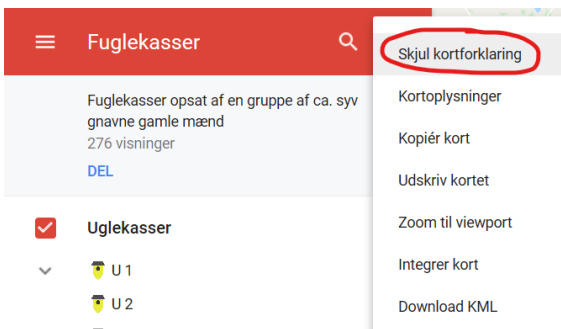 Fuglekasser
Fuglekasser opsat af en gruppe af ca. syv
gnavne gamle mænd
276 visninger
DEL
Uglekasser
U 1
U 2
Skjul kortforklaring
Kortoplysninger
Kopiér kort
Udskriv kortet
Zoom til viewport
Integrer kort
Download KML